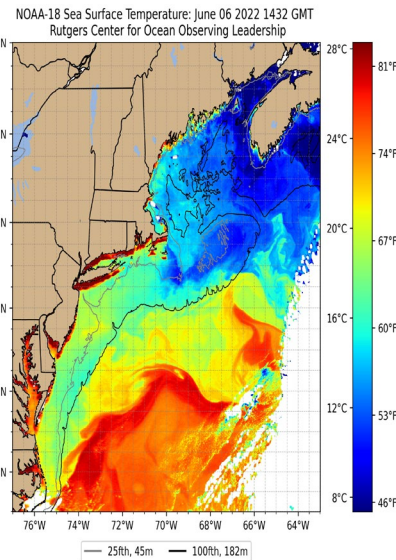 NOAA-18 Sea Surface Temperature: June 06 2022 1432 GMT
Rutgers Center for Ocean Observing Leadership
N
28°C
81°F
N
24°C
74°F
N
20°C
67°F
N
16°C
60°F
N
12°C
53°F
N
8°C
46°F
76°W 74°W 72°W 70°W 68°W 66°W 64°W
25fth, 45m 100fth, 182m